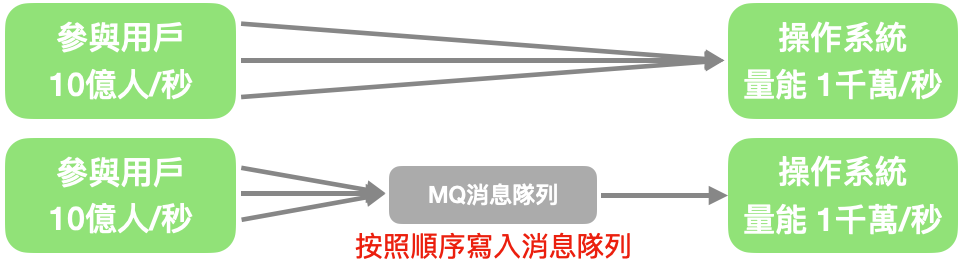 參與用戶
10億人/秒
操作系統
量能 1千萬/秒
參與用戶
10億人/秒
MQ消息隊列
操作系統
量能 1千萬/秒
按照順序寫入消息隊列